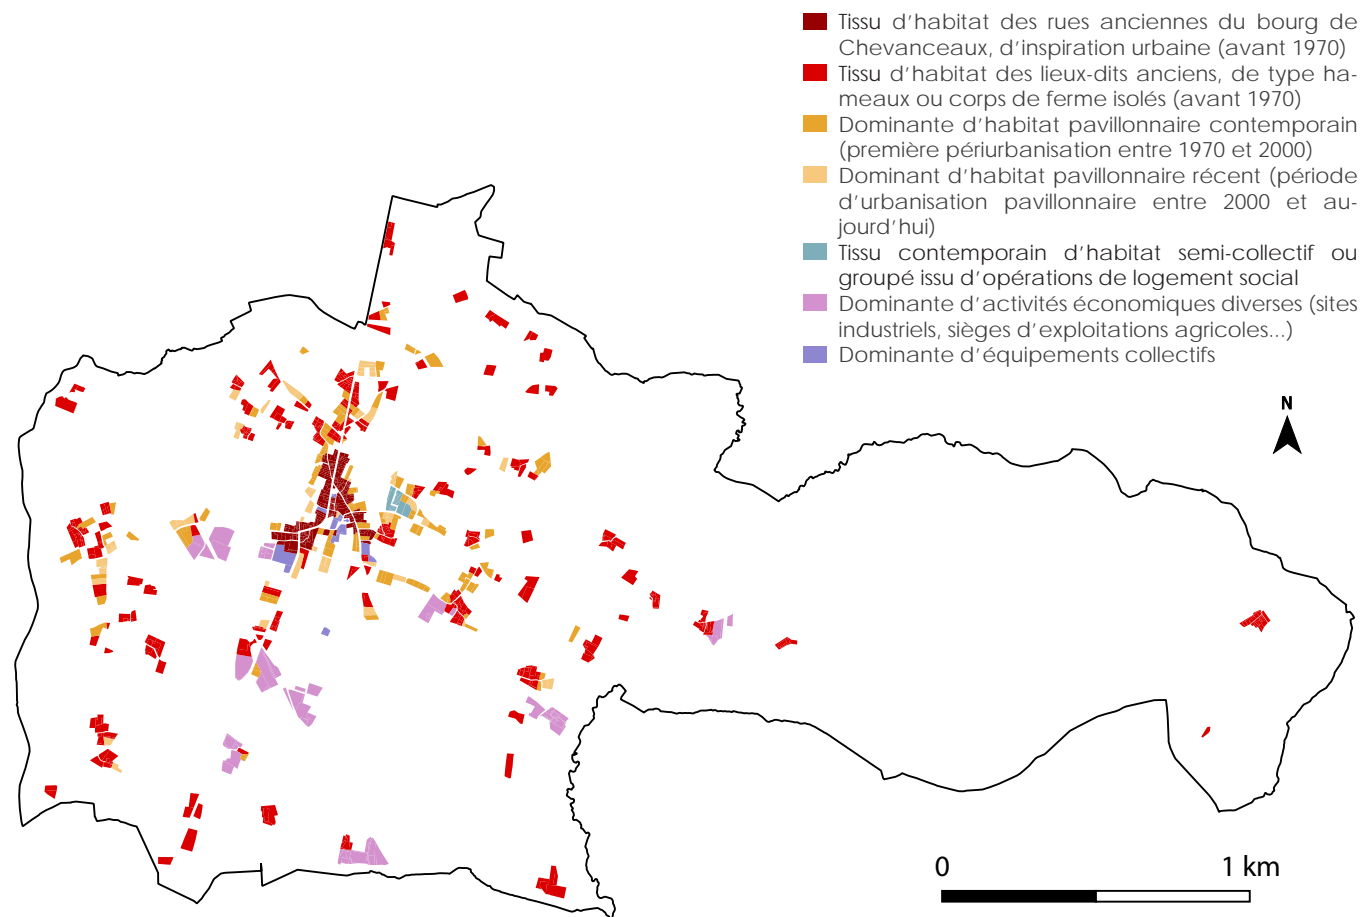 Tissu d'habitat des rues anciennes du bourg de
Chevanceaux, d'inspiration urbaine (avant 1970)
Tissu d'habitat des lieux-dits anciens, de type ha-
meaux ou corps de ferme isolés (avant 1970)
Dominante d'habitat pavillonnaire contemporain
(première périurbanisation entre 1970 et 2000)
Dominant d'habitat pavillonnaire récent (période
d'urbanisation pavillonnaire entre 2000 et au-
jourd'hui)
Tissu contemporain d'habitat semi-collectif ou
groupé issu d'opérations de logement social
Dominante d'activités économiques diverses (sites
industriels, sièges d'exploitations agricoles...)
Dominante d'équipements collectifs
N
0 1 km